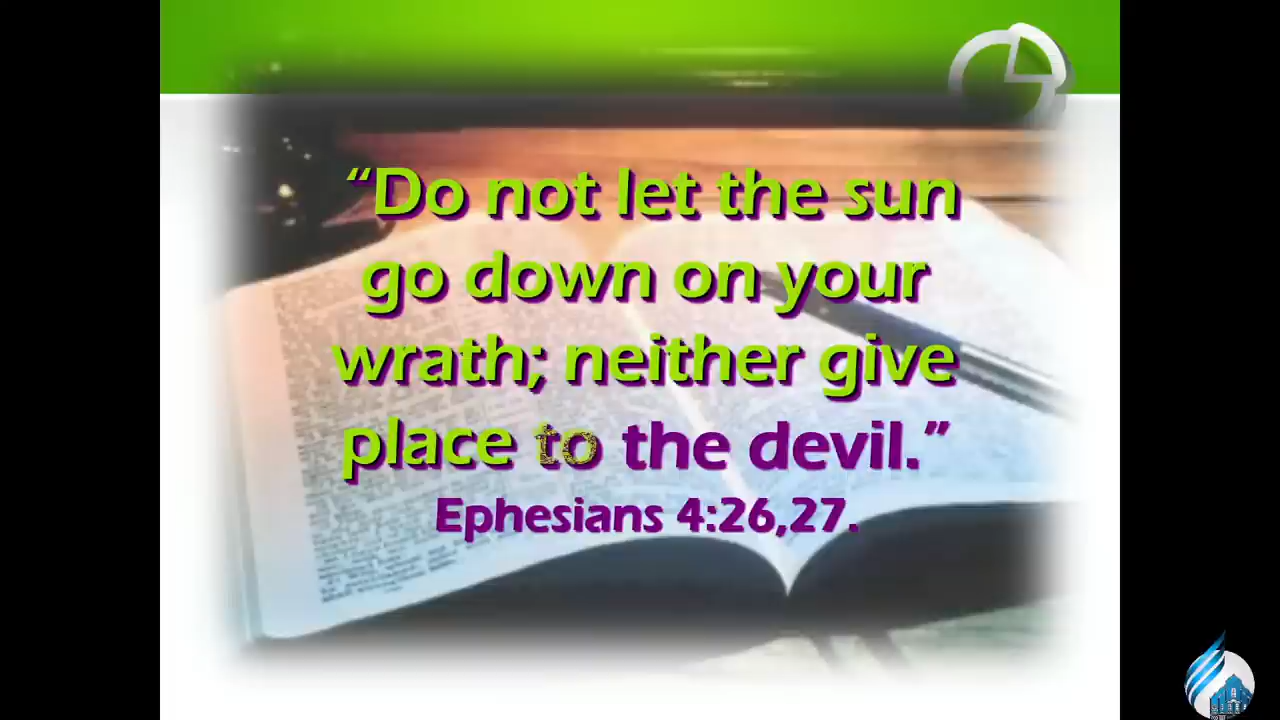 “Do not let the sun
go down on your
wrath; neither give
place to the devil.”
Ephesians 4:26,27.